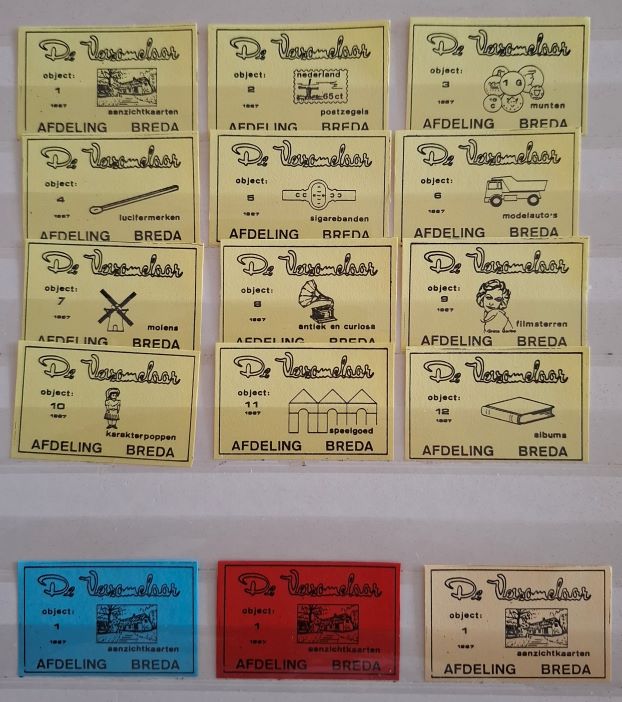 De Verzamelaar
object:
1
1987
aanzichtkaarten
AFDELING BREDA
De Verzamelaar
object:
2
1987
nederland
65ct
postzegels
AFDELING BREDA
De Verzamelaar
object:
3
1987
1 G
munten
AFDELING BREDA
De Verzamelaar
object:
4
1987
lucifermerken
AFDELING BREDA
De Verzamelaar
object:
5
1987
sigarebanden
AFDELING BREDA
De Verzamelaar
object:
6
1987
modelauto's
AFDELING BREDA
De Verzamelaar
object:
7
1987
molens
AFDELING BREDA
De Verzamelaar
object:
8
1987
antiek en curiosa
AFDELING BREDA
De Verzamelaar
object:
9
1987
Greta Garbo
filmsterren
AFDELING BREDA
De Verzamelaar
object:
10
1987
karakterpoppen
AFDELING BREDA
De Verzamelaar
object:
11
1987
speelgoed
AFDELING BREDA
De Verzamelaar
object:
12
1987
albums
AFDELING BREDA
De Verzamelaar
object:
1
1987
aanzichtkaarten
AFDELING BREDA
De Verzamelaar
object:
1
1987
aanzichtkaarten
AFDELING BREDA
De Verzamelaar
object:
1
1987
aanzichtkaarten
AFDELING BREDA